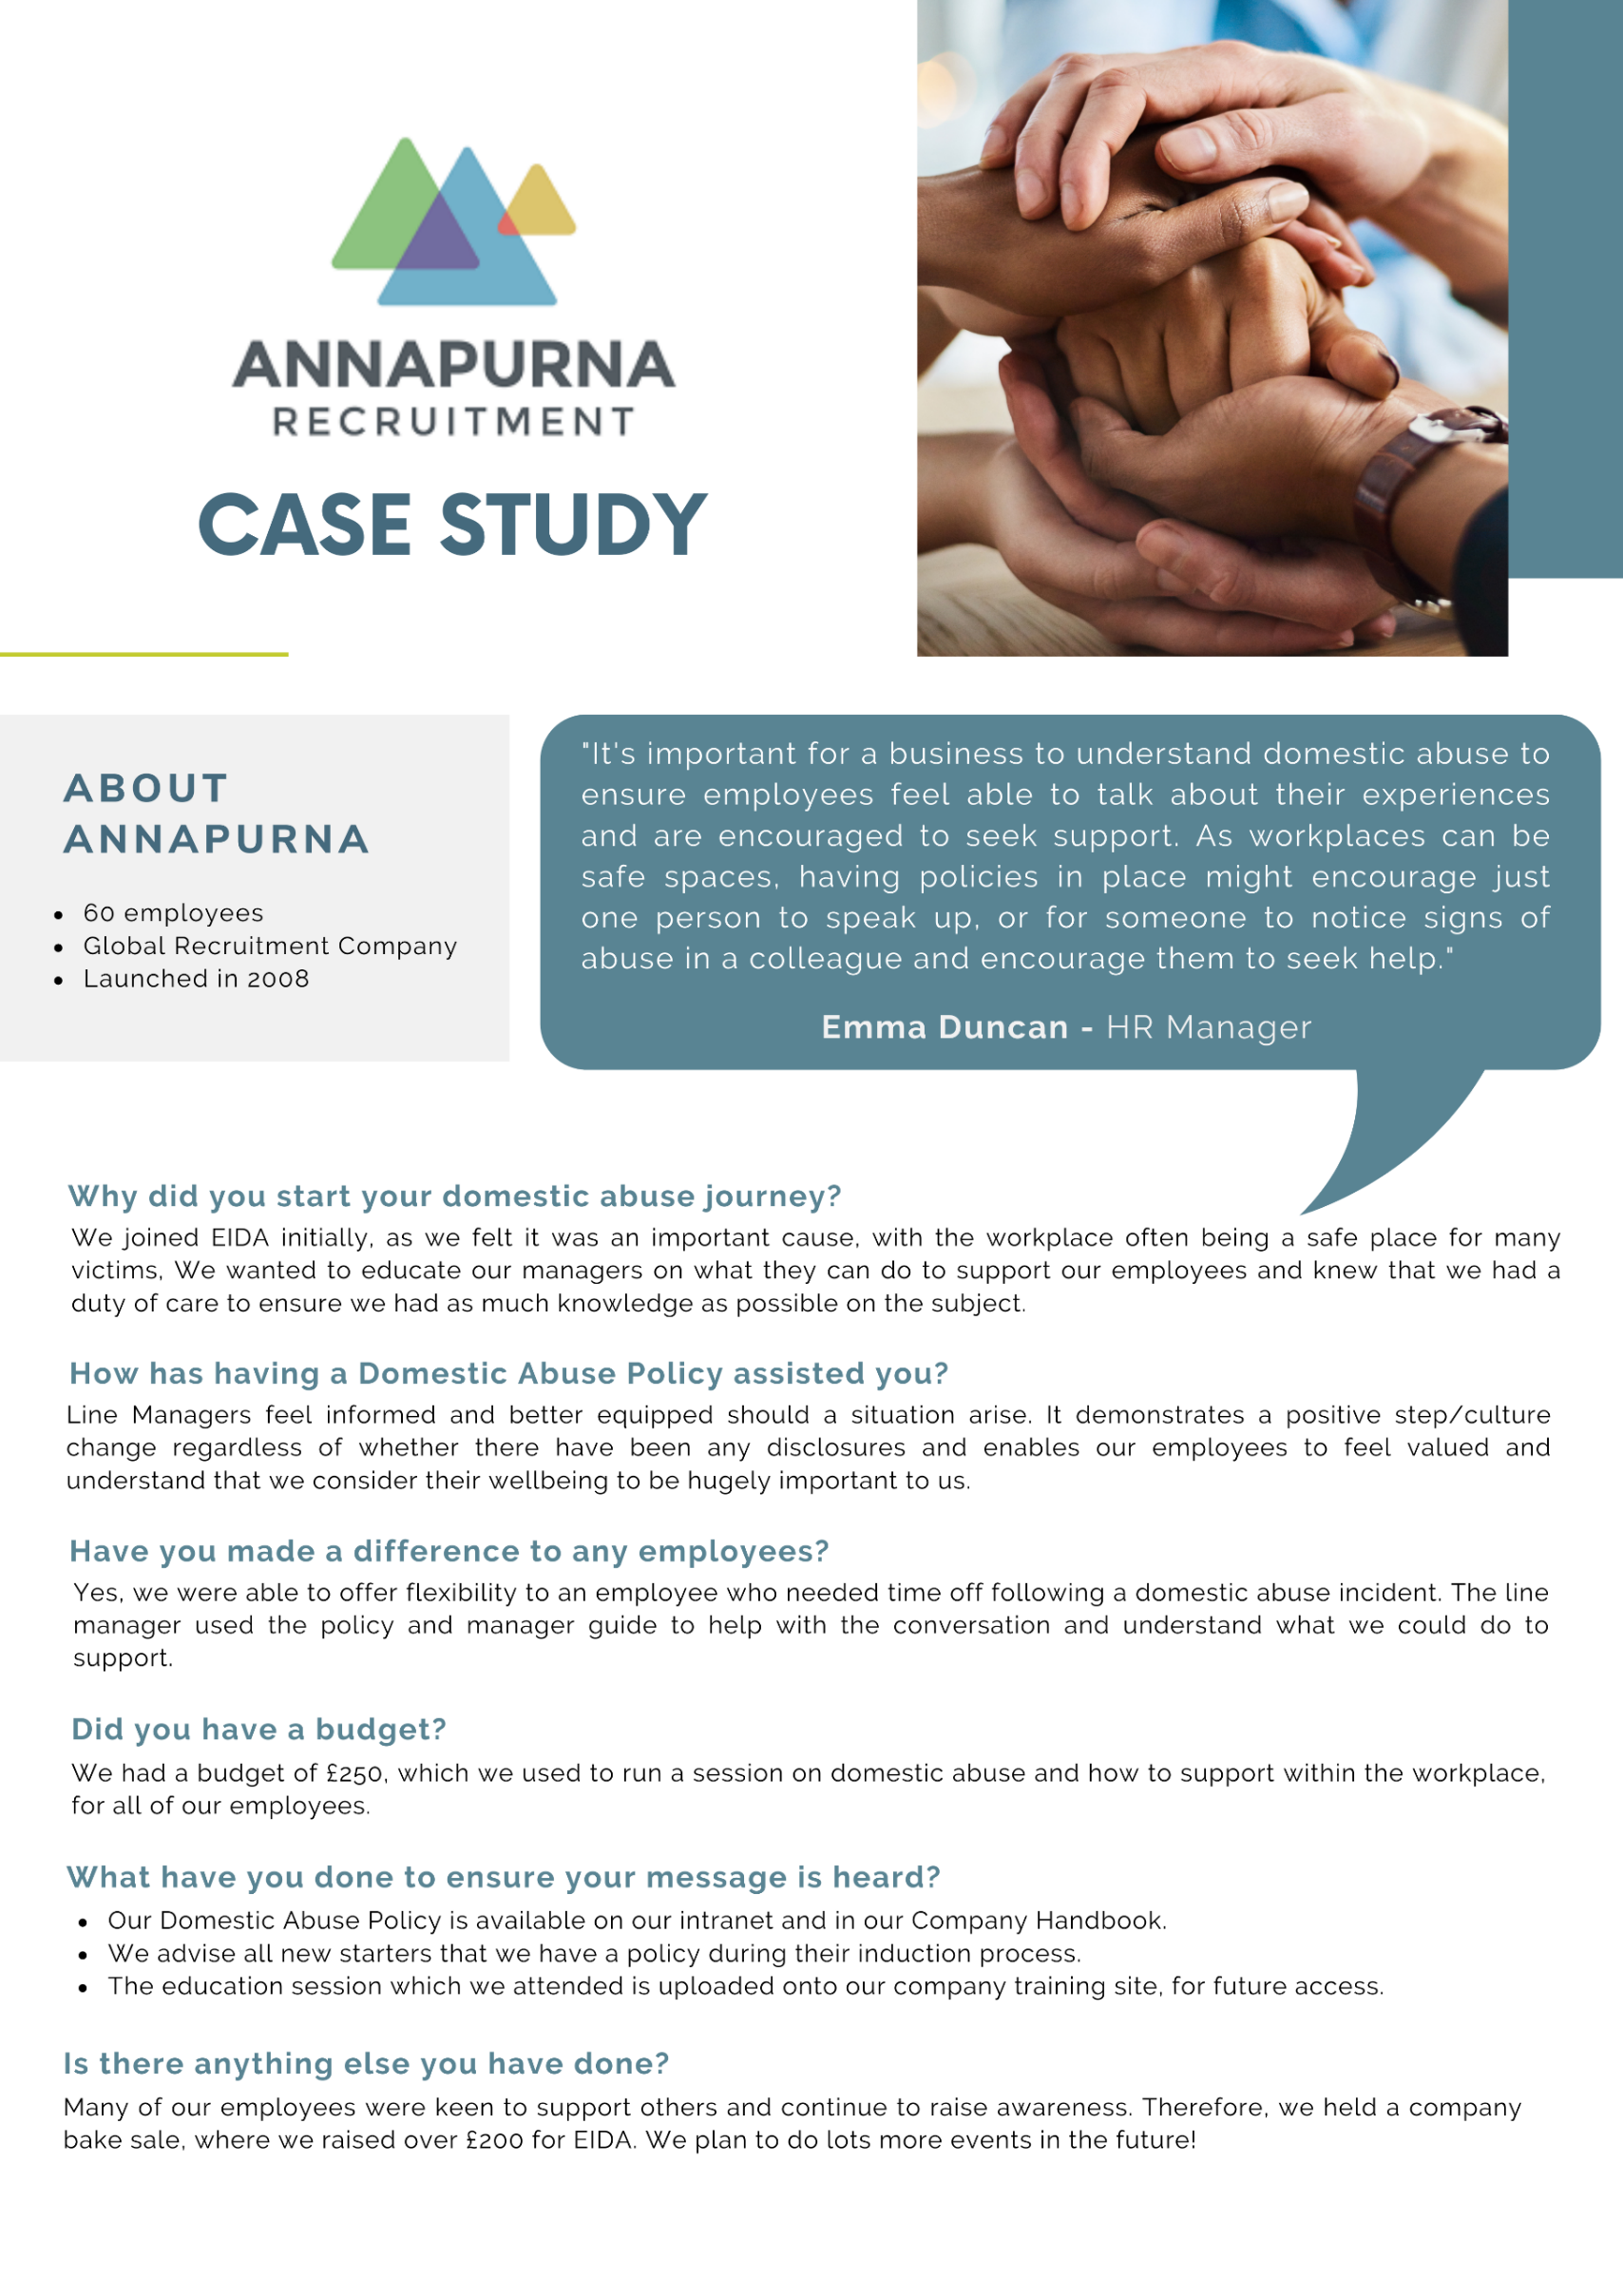 ANNAPURNA
RECRUITMENT
CASE STUDY
ABOUT
ANNAPURNA
• 60 employees
• Global Recruitment Company
• Launched in 2008
"It's important for a business to understand domestic abuse to
ensure employees feel able to talk about their experiences
and are encouraged to seek support. As workplaces can be
safe spaces, having policies in place might encourage just
one person to speak up, or for someone to notice signs of
abuse in a colleague and encourage them to seek help."
Emma Duncan - HR Manager
Why did you start your domestic abuse journey?
We joined EIDA initially, as we felt it was an important cause, with the workplace often being a safe place for many
victims, We wanted to educate our managers on what they can do to support our employees and knew that we had a
duty of care to ensure we had as much knowledge as possible on the subject.
How has having a Domestic Abuse Policy assisted you?
Line Managers feel informed and better equipped should a situation arise. It demonstrates a positive step/culture
change regardless of whether there have been any disclosures and enables our employees to feel valued and
understand that we consider their wellbeing to be hugely important to us.
Have you made a difference to any employees?
Yes, we were able to offer flexibility to an employee who needed time off following a domestic abuse incident. The line
manager used the policy and manager guide to help with the conversation and understand what we could do to
support.
Did you have a budget?
We had a budget of £250, which we used to run a session on domestic abuse and how to support within the workplace,
for all of our employees.
What have you done to ensure your message is heard?
• Our Domestic Abuse Policy is available on our intranet and in our Company Handbook.
• We advise all new starters that we have a policy during their induction process.
• The education session which we attended is uploaded onto our company training site, for future access.
Is there anything else you have done?
Many of our employees were keen to support others and continue to raise awareness. Therefore, we held a company
bake sale, where we raised over £200 for EIDA. We plan to do lots more events in the future!